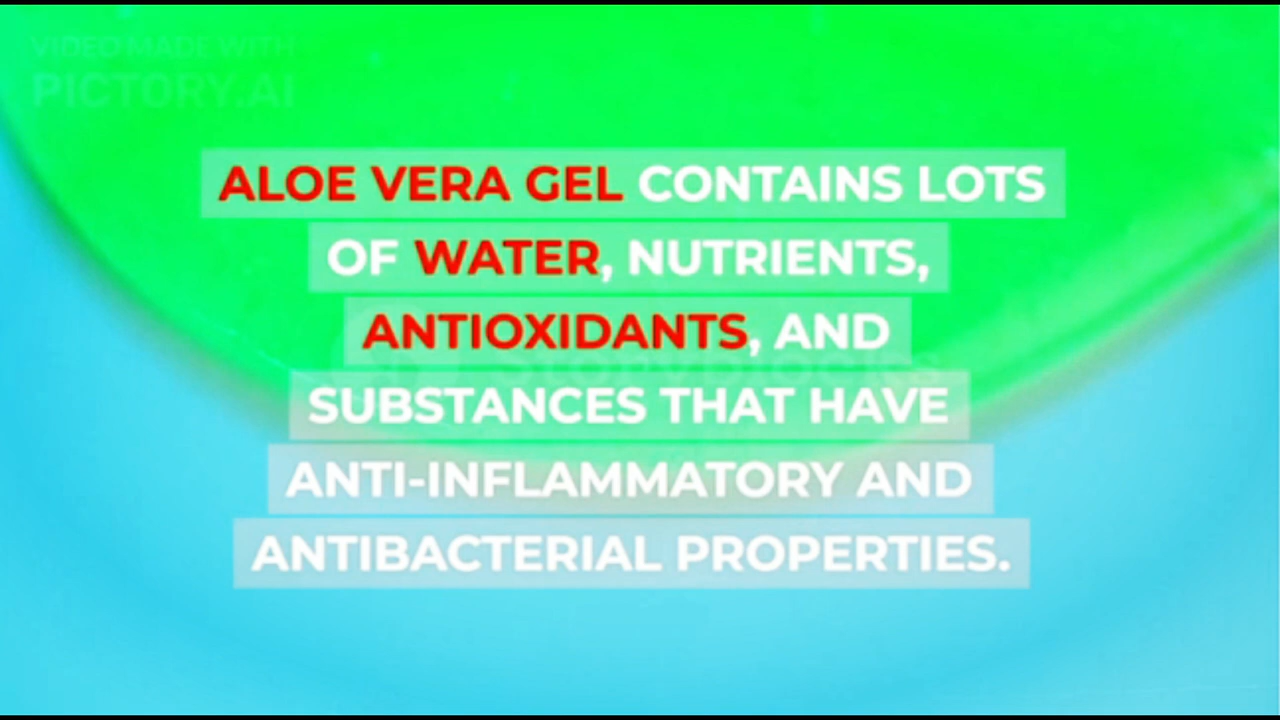 VIDEO MADE WITH
PICTORY.AI
ALOE VERA GEL CONTAINS LOTS
OF WATER, NUTRIENTS,
ANTIOXIDANTS, AND
Storyblocks
SUBSTANCES THAT HAVE
ANTI-INFLAMMATORY AND
ANTIBACTERIAL PROPERTIES.